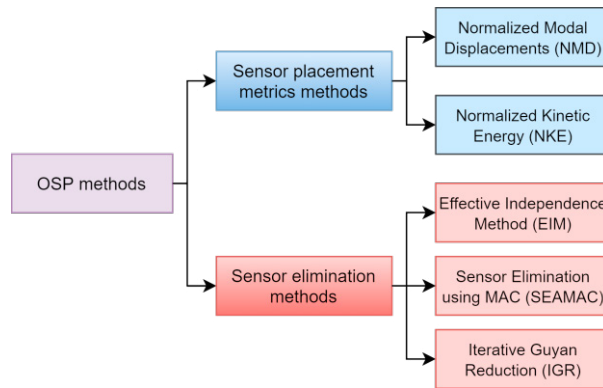 Normalized Modal
Displacements (NMD)
Sensor placement
metrics methods
Normalized Kinetic
Energy (NKE)
OSP methods
Effective Independence
Method (EIM)
Sensor elimination
methods
Sensor Elimination
using MAC (SEAMAC)
Iterative Guyan
Reduction (IGR)